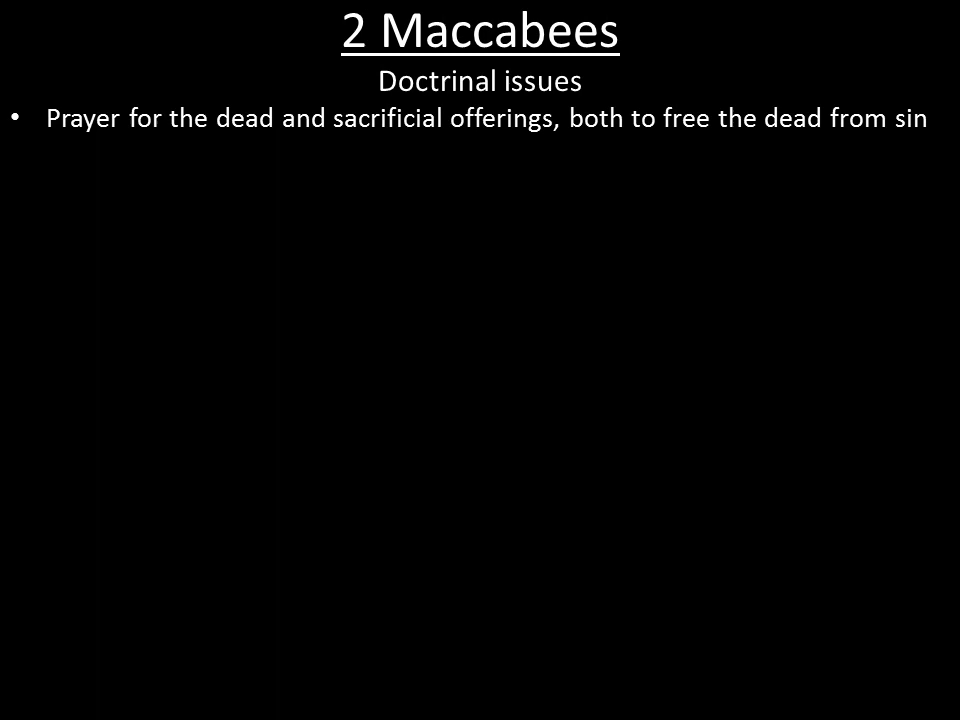 2 Maccabees
Doctrinal issues
• Prayer for the dead and sacrificial offerings, both to free the dead from sin